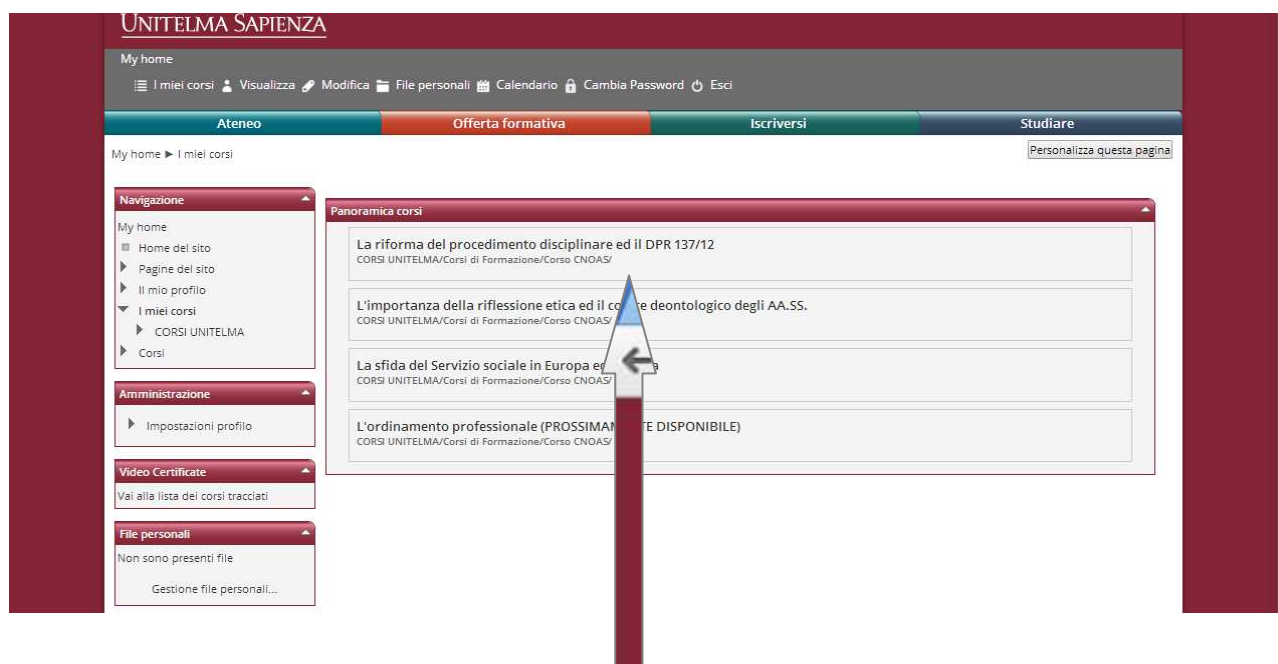 UNITELMA SAPIENZA
My home
I miei corsi Visualizza Modifica File personali Calendario Cambia Password Esci
Ateneo Offerta formativa Iscriversi Studiare
My home ► I miei corsi
Personalizza questa pagina
Navigazione
My home
Home del sito
Pagine del sito
Il mio profilo
I miei corsi
CORSI UNITELMA
Corsi
Amministrazione
Impostazioni profilo
Video Certificate
Vai alla lista dei corsi tracciati
File personali
Non sono presenti file
Gestione file personali...
Panoramica corsi
La riforma del procedimento disciplinare ed il DPR 137/12
CORSI UNITELMA/Corsi di Formazione/Corso CNOAS/
L'importanza della riflessione etica ed il deontologico degli AA.SS.
CORSI UNITELMA/Corsi di Formazione/Corso CNOAS/
La sfida del Servizio sociale in Europa
CORSI UNITELMA/Corsi di Formazione/Corso CNOAS/
L'ordinamento professionale (PROSSIMAMENTE DISPONIBILE)
CORSI UNITELMA/Corsi di Formazione/Corso CNOAS/